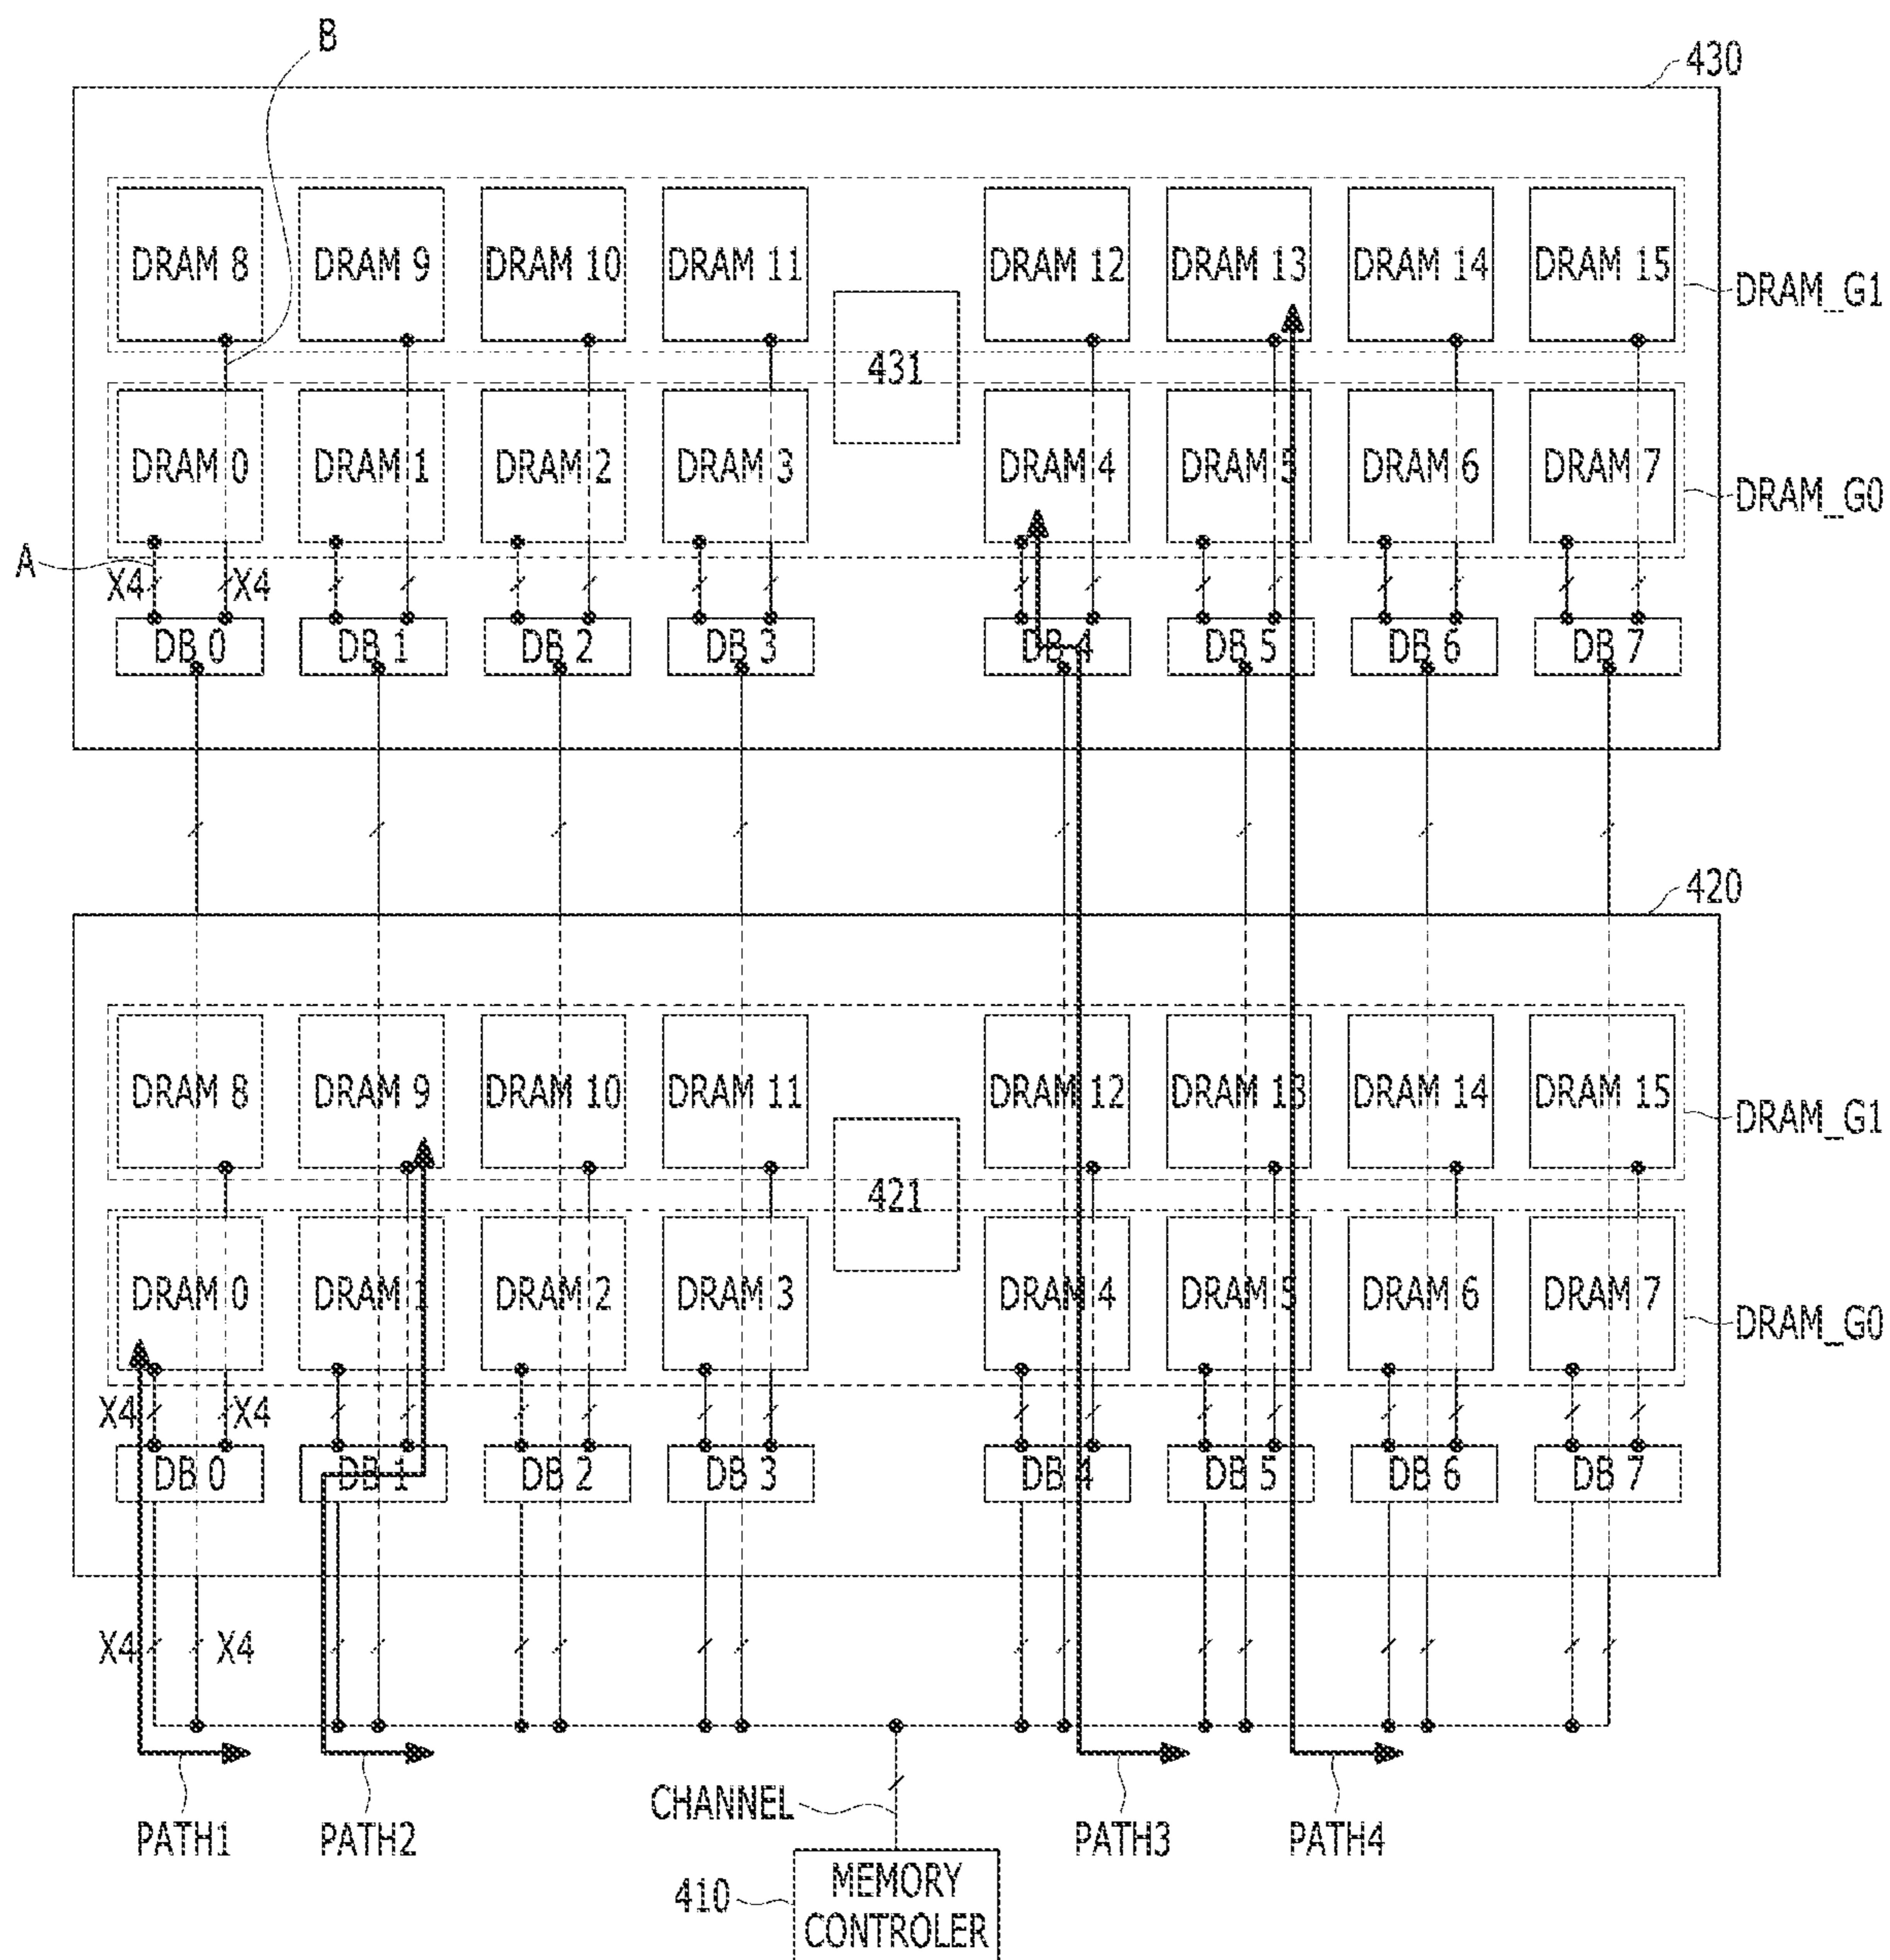 B
430
DRAM 8 DRAM 9 DRAM 10 DRAM 11 DRAM 12 DRAM 13 DRAM 14 DRAM 15
DRAM_G1
431
DRAM 0 DRAM 1 DRAM 2 DRAM 3 DRAM 4 DRAM 5 DRAM 6 DRAM 7
DRAM_G0
A
X4 X4
DB 0 DB 1 DB 2 DB 3 DB 4 DB 5 DB 6 DB 7
420
DRAM 8 DRAM 9 DRAM 10 DRAM 11 DRAM 12 DRAM 13 DRAM 14 DRAM 15
DRAM_G1
421
DRAM 0 DRAM 1 DRAM 2 DRAM 3 DRAM 4 DRAM 5 DRAM 6 DRAM 7
DRAM_G0
X4 X4
DB 0 DB 1 DB 2 DB 3 DB 4 DB 5 DB 6 DB 7
X4 X4
CHANNEL
PATH1 PATH2 PATH3 PATH4
410
MEMORY
CONTROLER